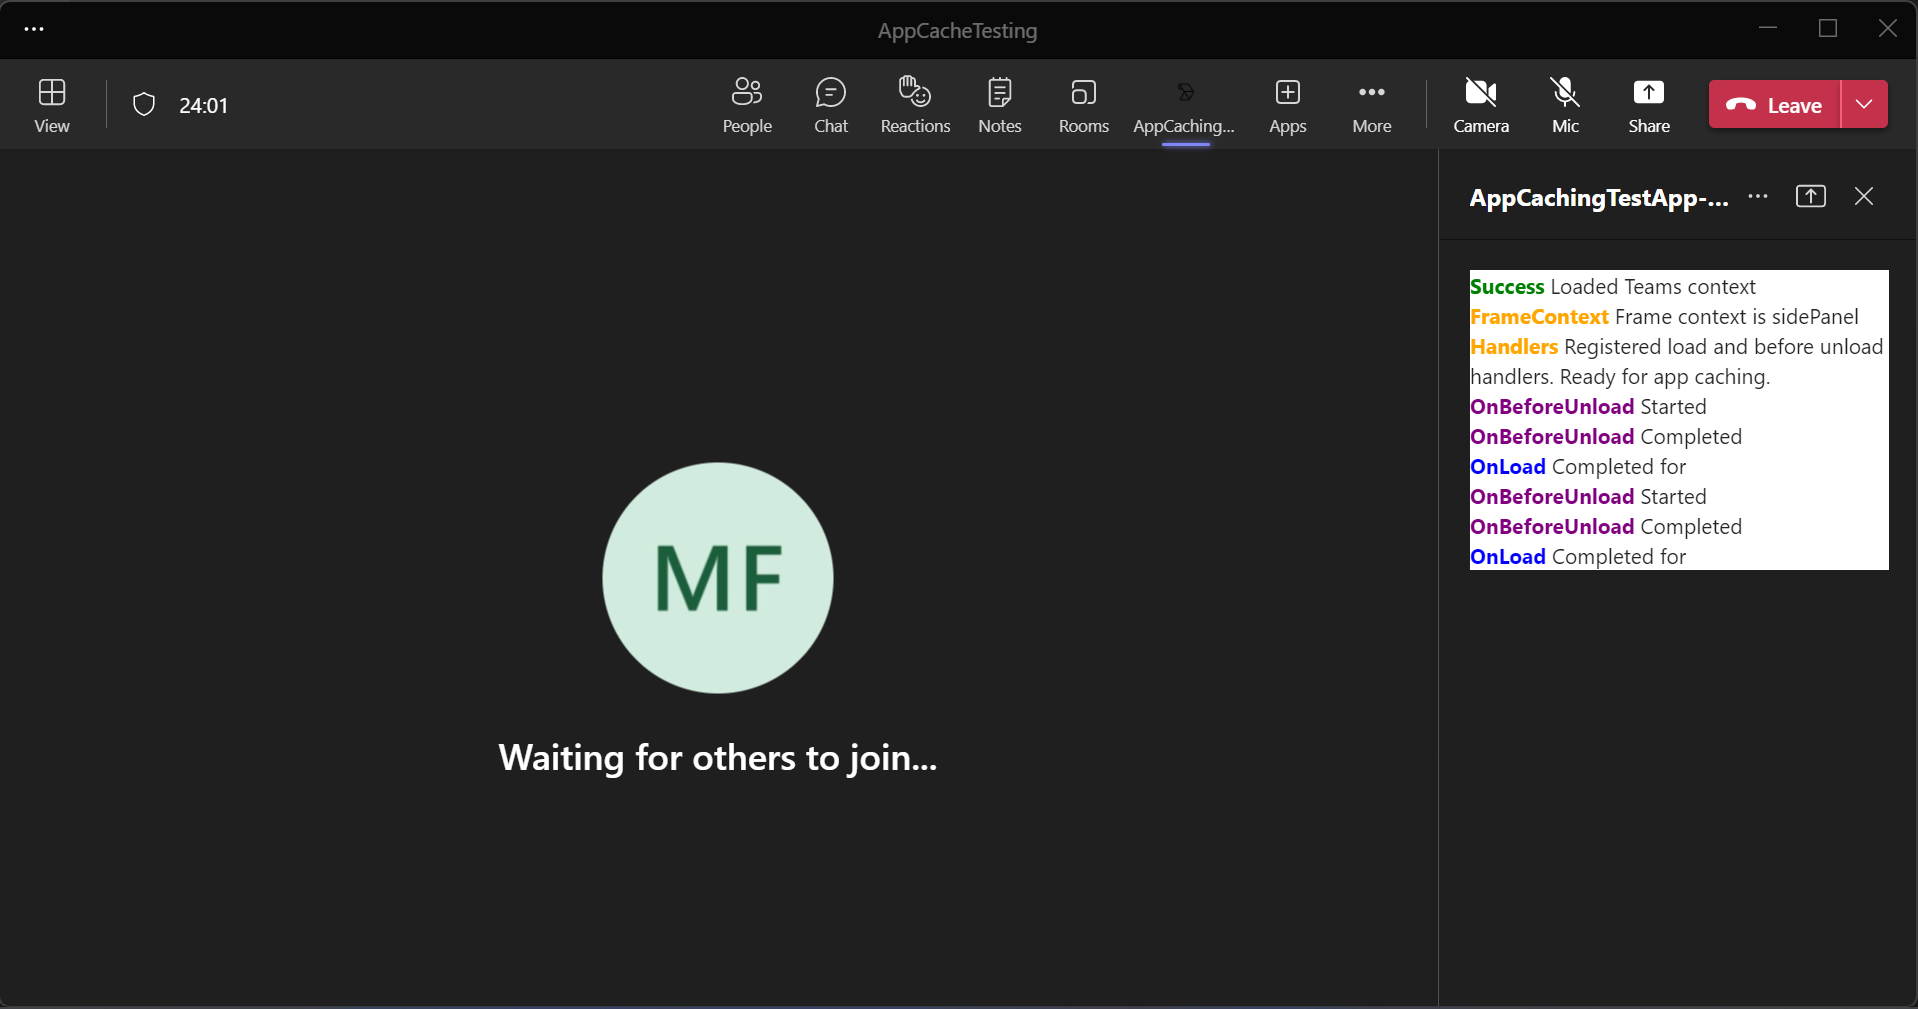 AppCacheTesting
View
24:01
People
Chat
Reactions
Notes
Rooms
AppCaching...
Apps
More
Camera
Mic
Share
Leave
AppCachingTestApp-...
Success Loaded Teams context
FrameContext Frame context is sidePanel
Handlers Registered load and before unload
handlers. Ready for app caching.
OnBeforeUnload Started
OnBeforeUnload Completed
OnLoad Completed for
OnBeforeUnload Started
OnBeforeUnload Completed
OnLoad Completed for
MF
Waiting for others to join...